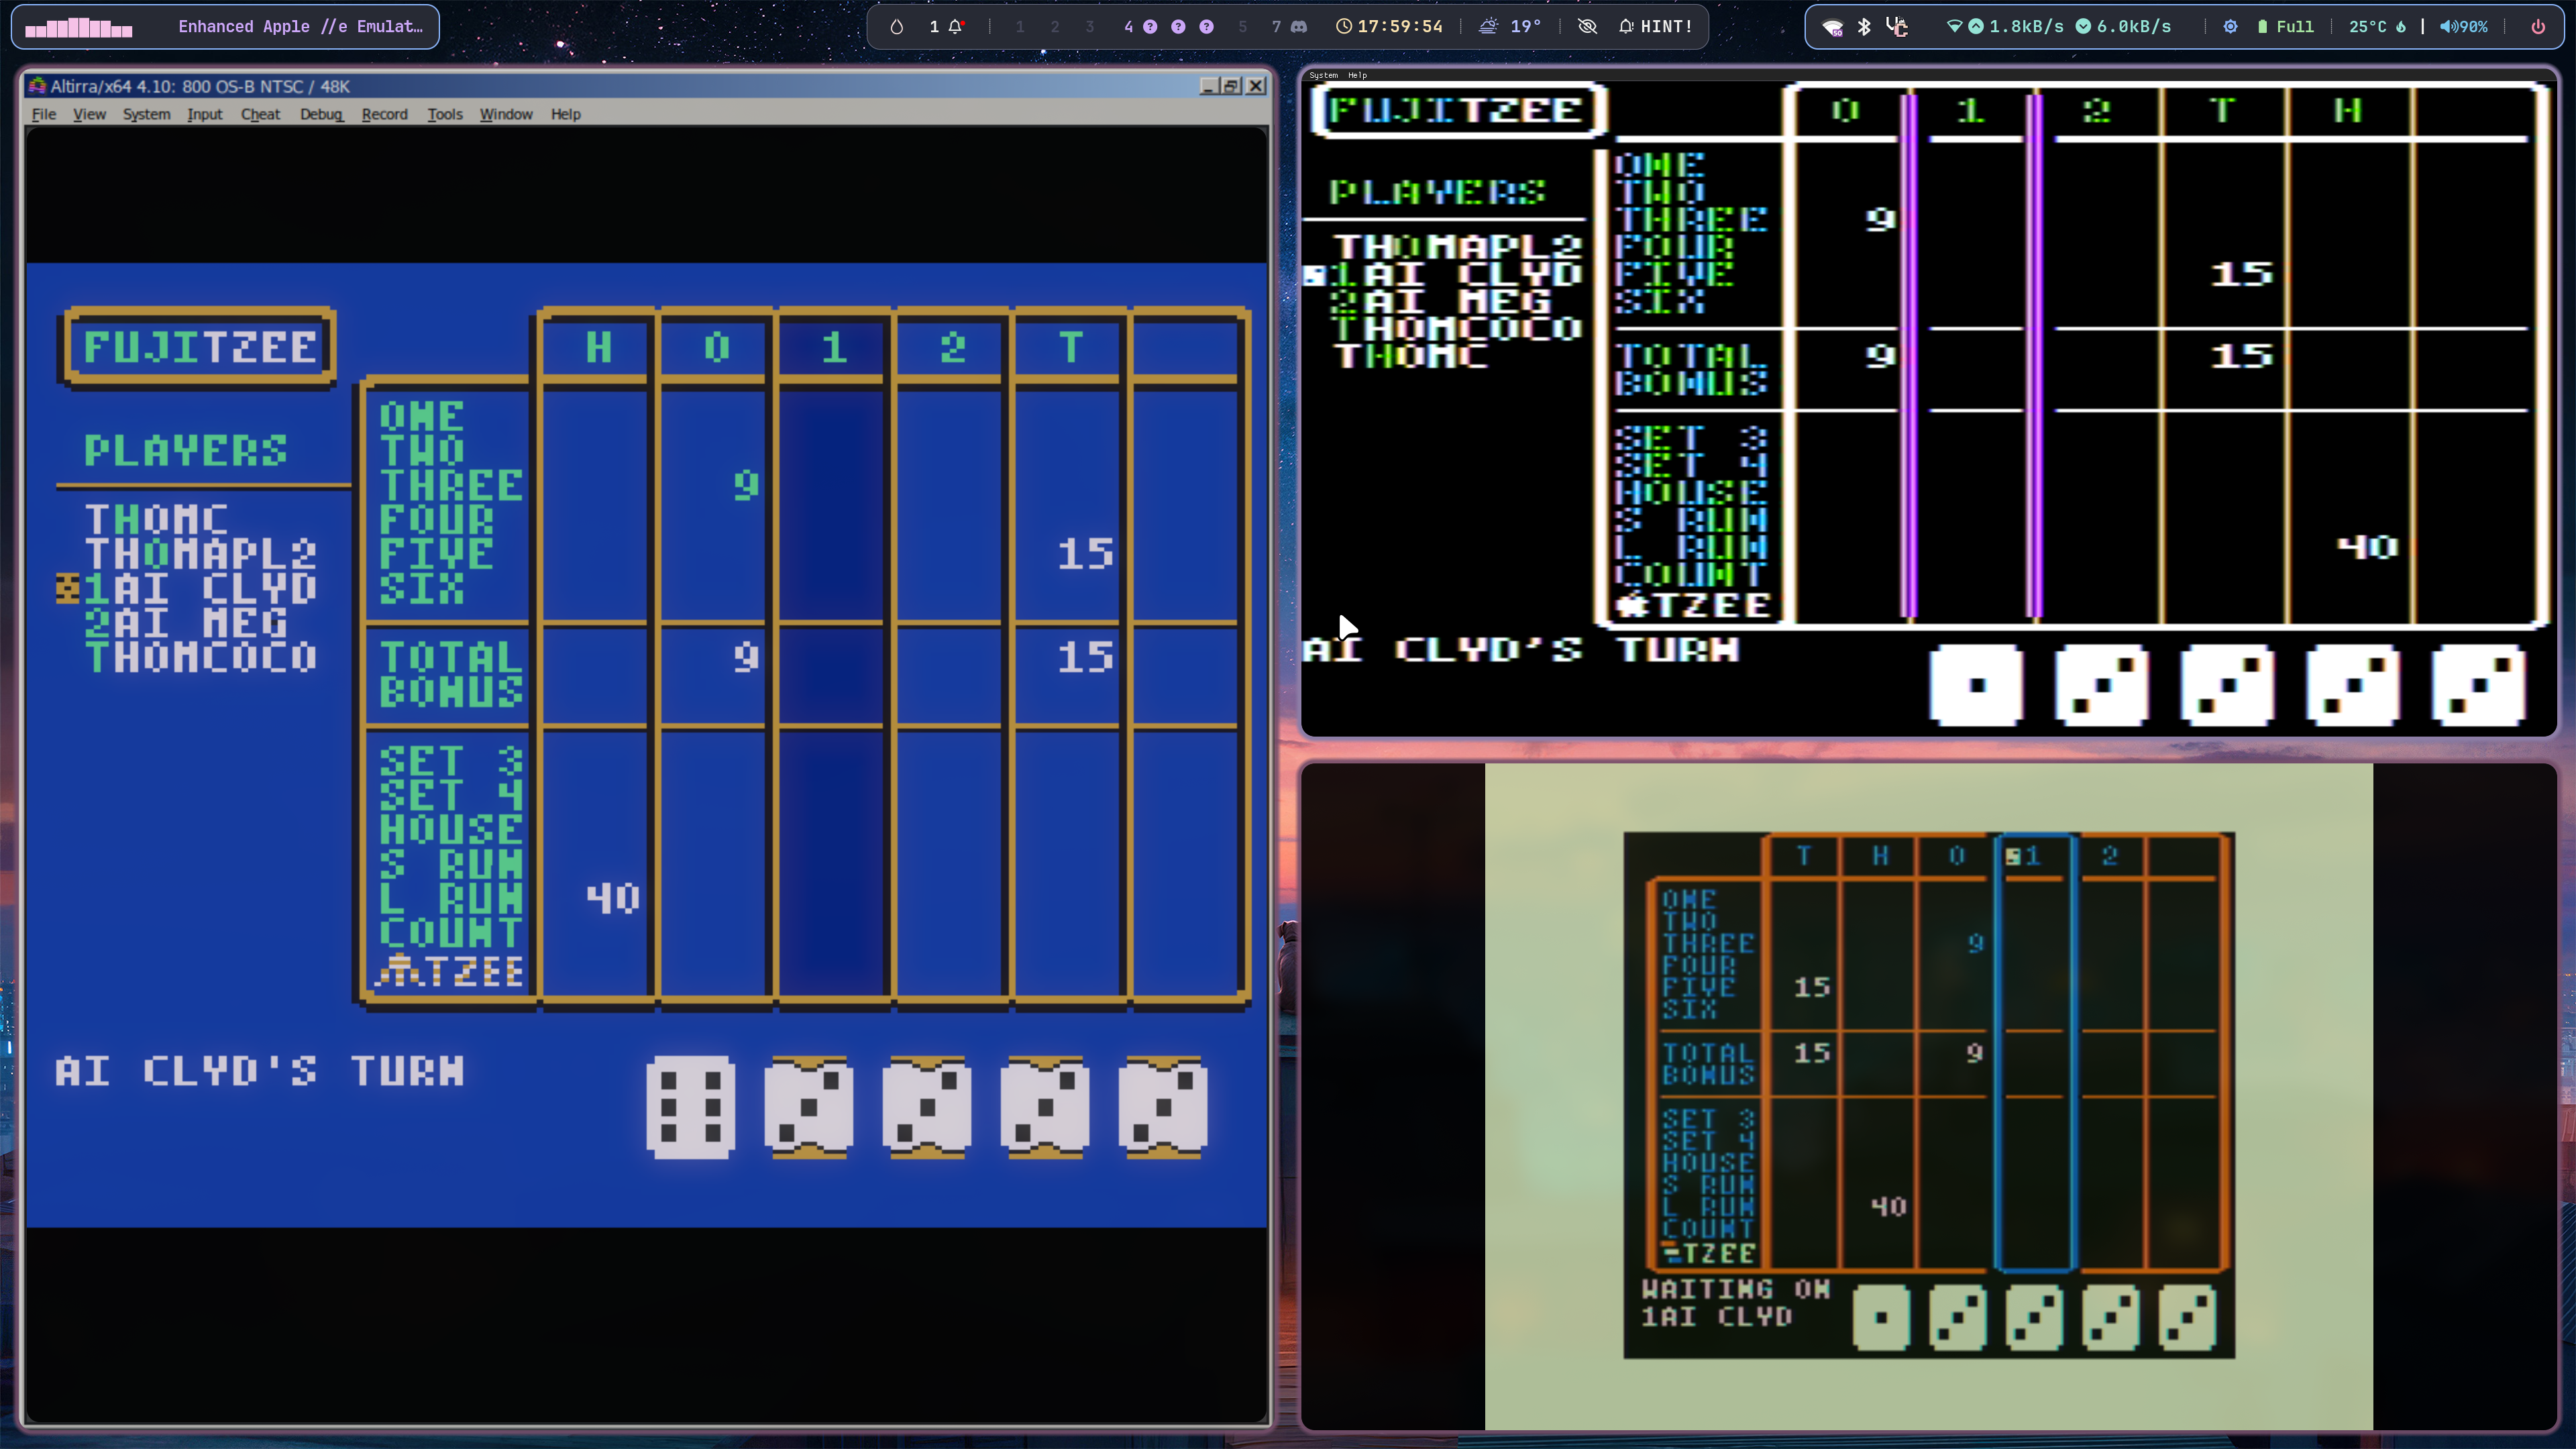 Enhanced Apple //e Emulat…
1
1 2 3 4 ? ? ? 5 7
17:59:54
19°
HINT!
1.8kB/s 6.0kB/s
Full
25°C
90%
Altirra/x64 4.10: 800 OS-B NTSC / 48K
File View System Input Cheat Debug Record Tools Window Help
FUJITZEE
H 0 1 2 T
PLAYERS
THOMC
THOMAPL2
1AI CLYD
2AI MEG
THOMCOCO
ONE
TWO
THREE 9
FOUR
FIVE 15
SIX
TOTAL 9 15
BONUS
SET 3
SET 4
HOUSE
S RUN
L RUN 40
COUNT
TZEE
AI CLYD'S TURN
System Help
FUJITZEE
0 1 2 T H
PLAYERS
THOMAPL2
1AI CLYD
2AI MEG
THOMCOCO
THOMC
ONE
TWO
THREE 9
FOUR
FIVE 15
SIX
TOTAL 9 15
BONUS
SET 3
SET 4
HOUSE
S RUN
L RUN 40
COUNT
TZEE
AI CLYD'S TURN
T H 0 1 2
ONE
TWO
THREE 9
FOUR
FIVE 15
SIX
TOTAL 15 9
BONUS
SET 3
SET 4
HOUSE
S RUN
L RUN 40
COUNT
TZEE
WAITING ON
1AI CLYD